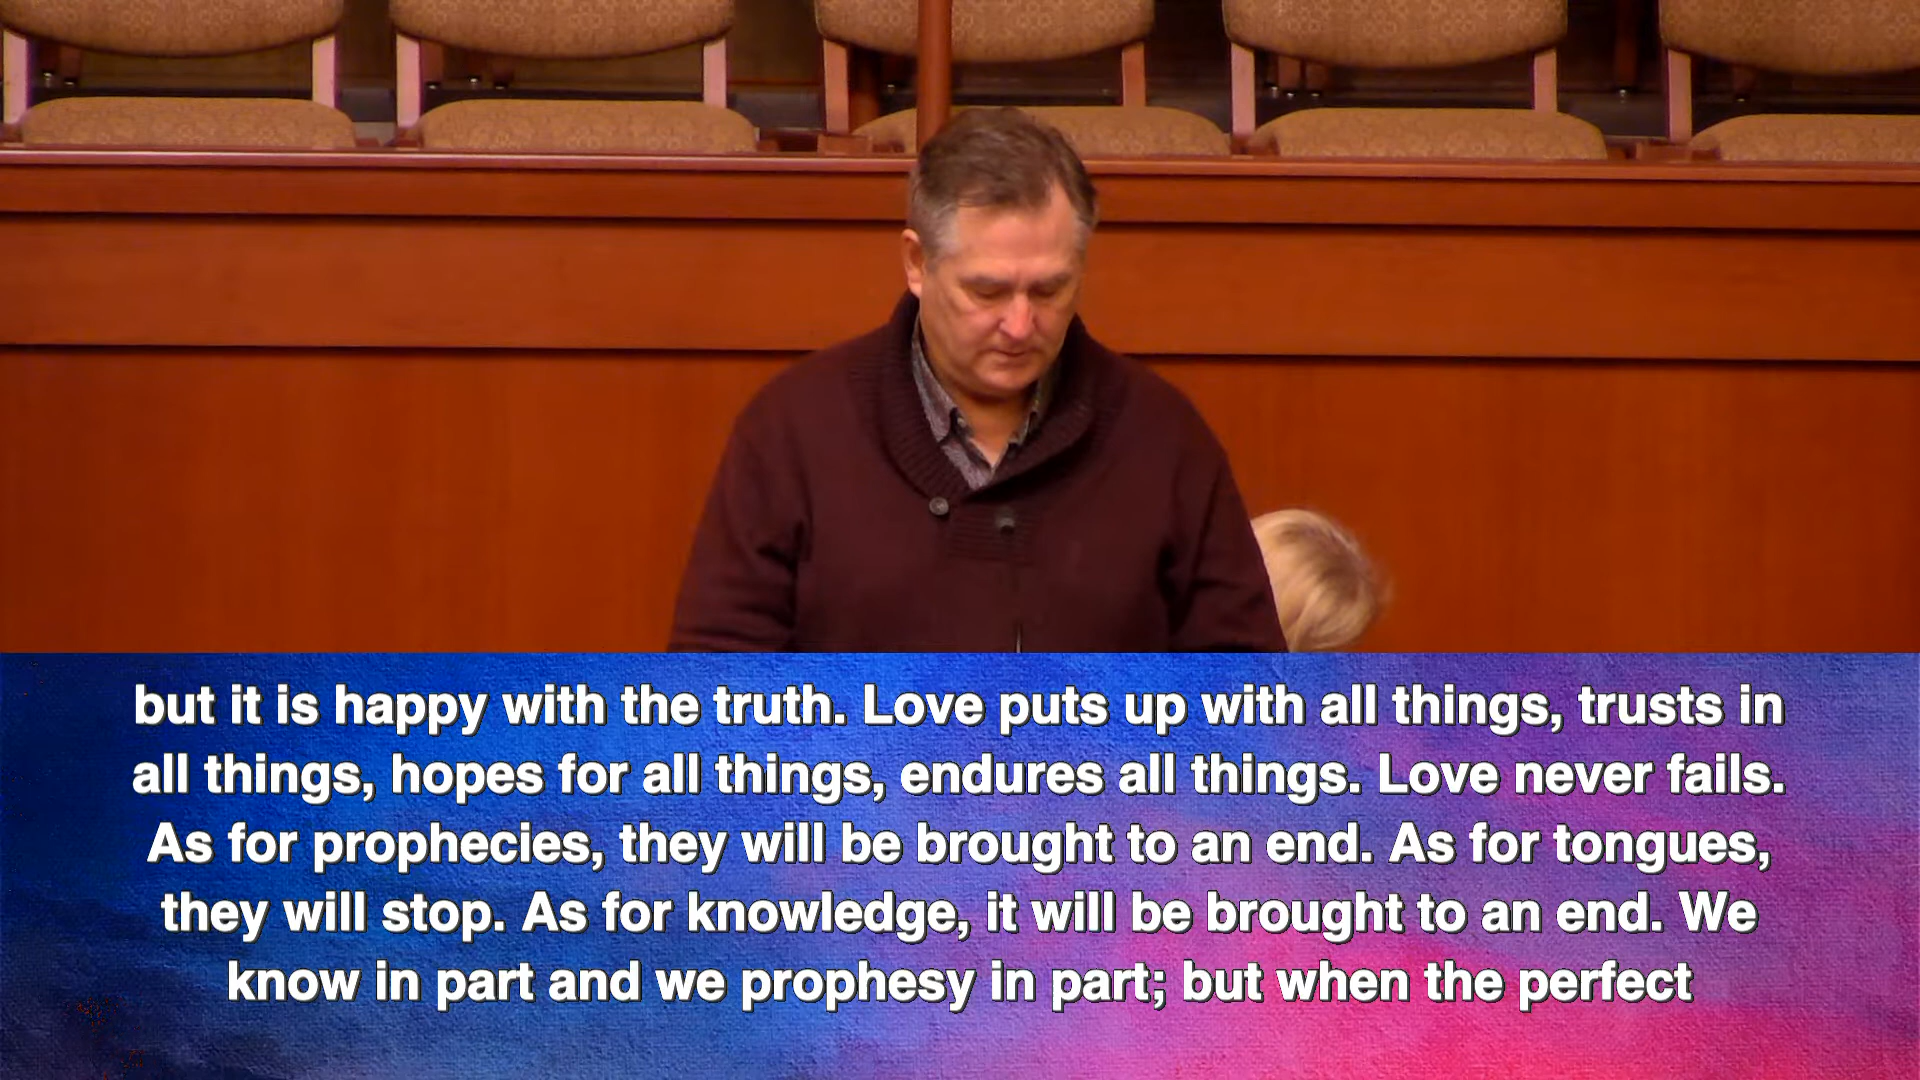 but it is happy with the truth. Love puts up with all things, trusts in
all things, hopes for all things, endures all things. Love never fails.
As for prophecies, they will be brought to an end. As for tongues,
they will stop. As for knowledge, it will be brought to an end. We
know in part and we prophesy in part; but when the perfect